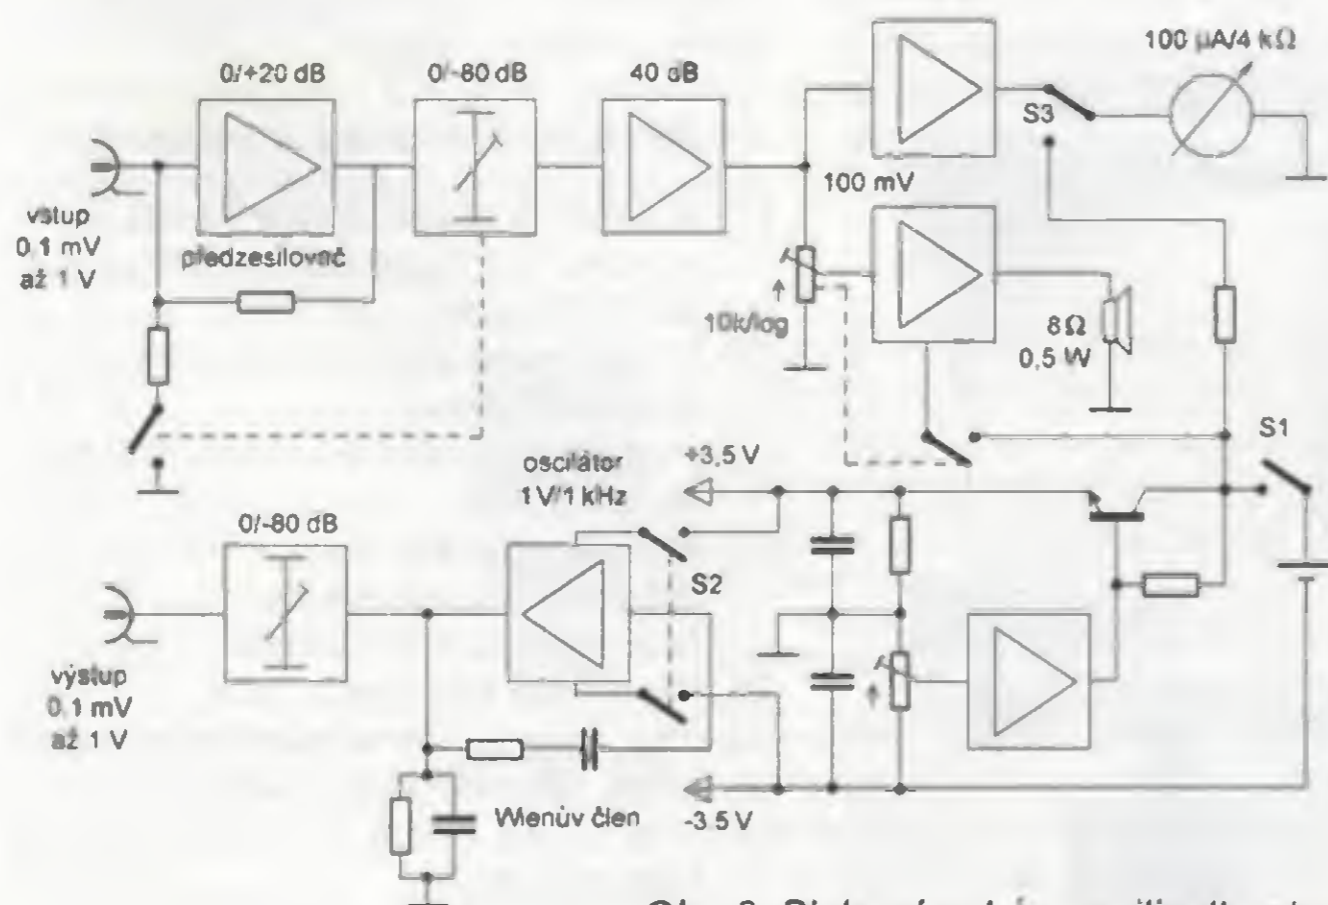 0/+20 dB
0/-80 dB
40 dB
100 µA/4 kΩ
S3
100 mV
vstup
0,1 mV
až 1 V
předzesilovač
10k/log
8 Ω
0,5 W
S1
oscilátor
1V/1 kHz
+3,5 V
0/-80 dB
S2
výstup
0,1 mV
až 1 V
Wienův člen
-3,5 V